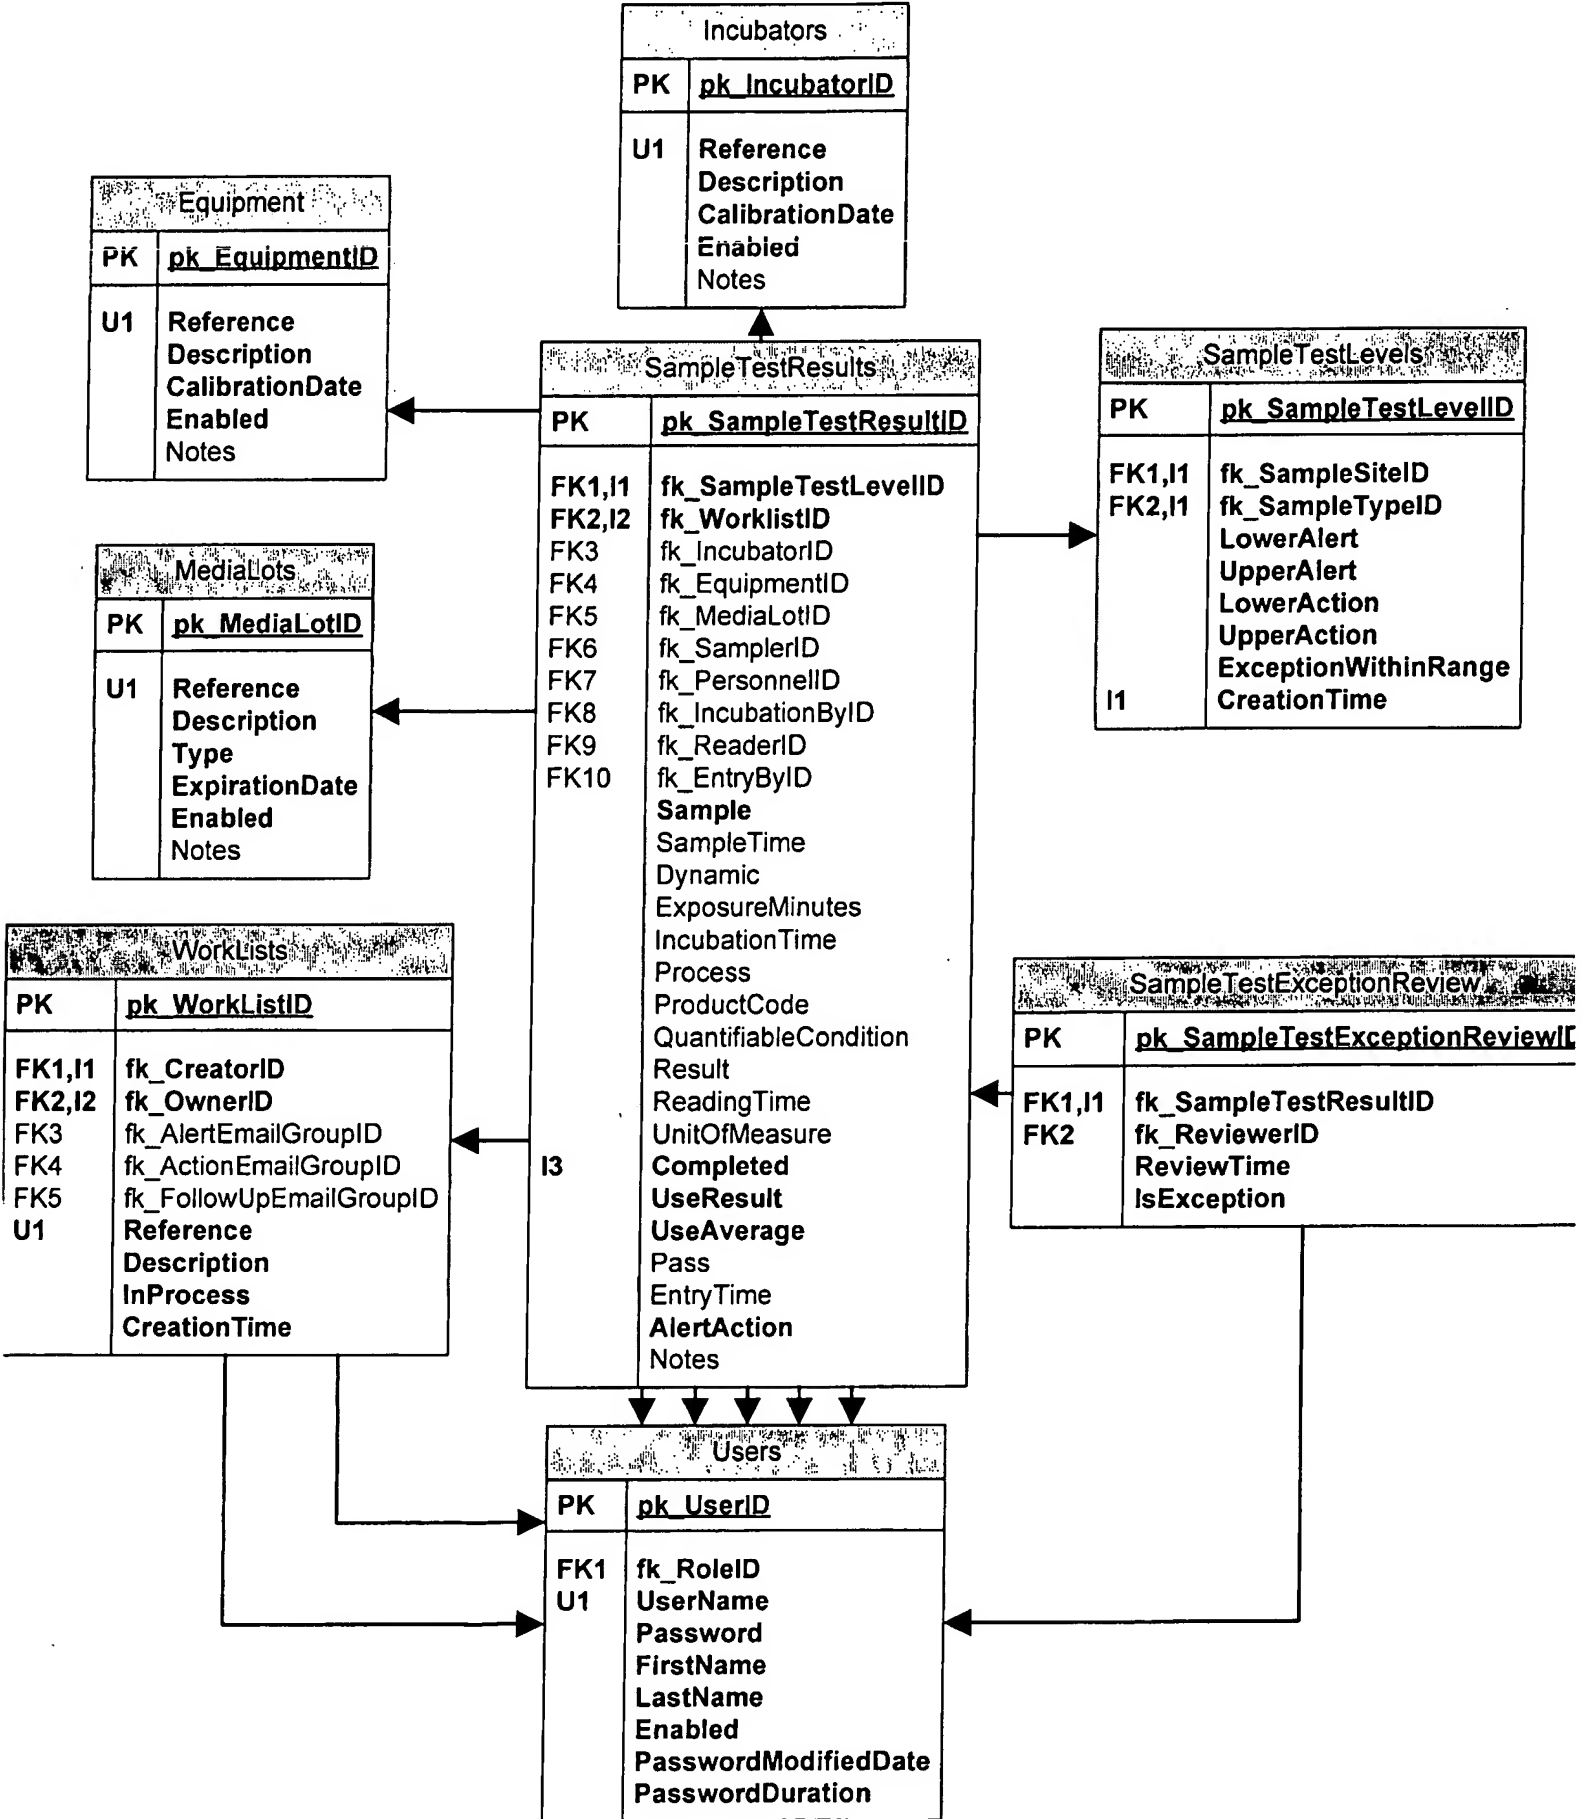 Incubators
PK pk_IncubatorID
U1 Reference
Description
CalibrationDate
Enabled
Notes
Equipment
PK pk_EquipmentID
U1 Reference
Description
CalibrationDate
Enabled
Notes
SampleTestResults
PK pk_SampleTestResultID
FK1,I1 fk_SampleTestLevelID
FK2,I2 fk_WorklistID
FK3 fk_IncubatorID
FK4 fk_EquipmentID
FK5 fk_MediaLotID
FK6 fk_SamplerID
FK7 fk_PersonnelID
FK8 fk_IncubationByID
FK9 fk_ReaderID
FK10 fk_EntryByID
Sample
SampleTime
Dynamic
ExposureMinutes
IncubationTime
Process
ProductCode
QuantifiableCondition
Result
ReadingTime
UnitOfMeasure
I3 Completed
UseResult
UseAverage
Pass
EntryTime
AlertAction
Notes
SampleTestLevels
PK pk_SampleTestLevelID
FK1,I1 fk_SampleSiteID
FK2,I1 fk_SampleTypeID
LowerAlert
UpperAlert
LowerAction
UpperAction
ExceptionWithinRange
I1 CreationTime
MediaLots
PK pk_MediaLotID
U1 Reference
Description
Type
ExpirationDate
Enabled
Notes
WorkLists
PK pk_WorkListID
FK1,I1 fk_CreatorID
FK2,I2 fk_OwnerID
FK3 fk_AlertEmailGroupID
FK4 fk_ActionEmailGroupID
FK5 fk_FollowUpEmailGroupID
U1 Reference
Description
InProcess
CreationTime
SampleTestExceptionReview
PK pk_SampleTestExceptionReviewID
FK1,I1 fk_SampleTestResultID
FK2 fk_ReviewerID
ReviewTime
IsException
Users
PK pk_UserID
FK1 fk_RoleID
U1 UserName
Password
FirstName
LastName
Enabled
PasswordModifiedDate
PasswordDuration